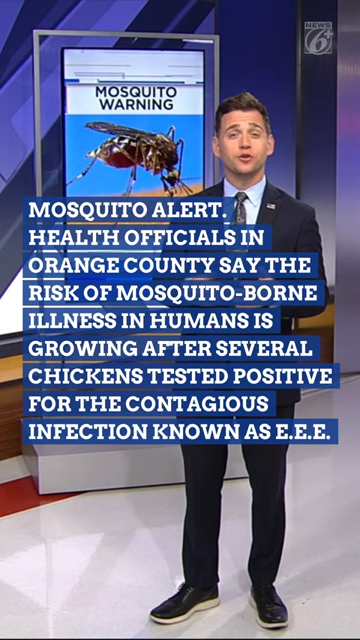 NEWS
6+
MOSQUITO
WARNING
MOSQUITO ALERT.
HEALTH OFFICIALS IN
ORANGE COUNTY SAY THE
RISK OF MOSQUITO-BORNE
ILLNESS IN HUMANS IS
GROWING AFTER SEVERAL
CHICKENS TESTED POSITIVE
FOR THE CONTAGIOUS
INFECTION KNOWN AS E.E.E.